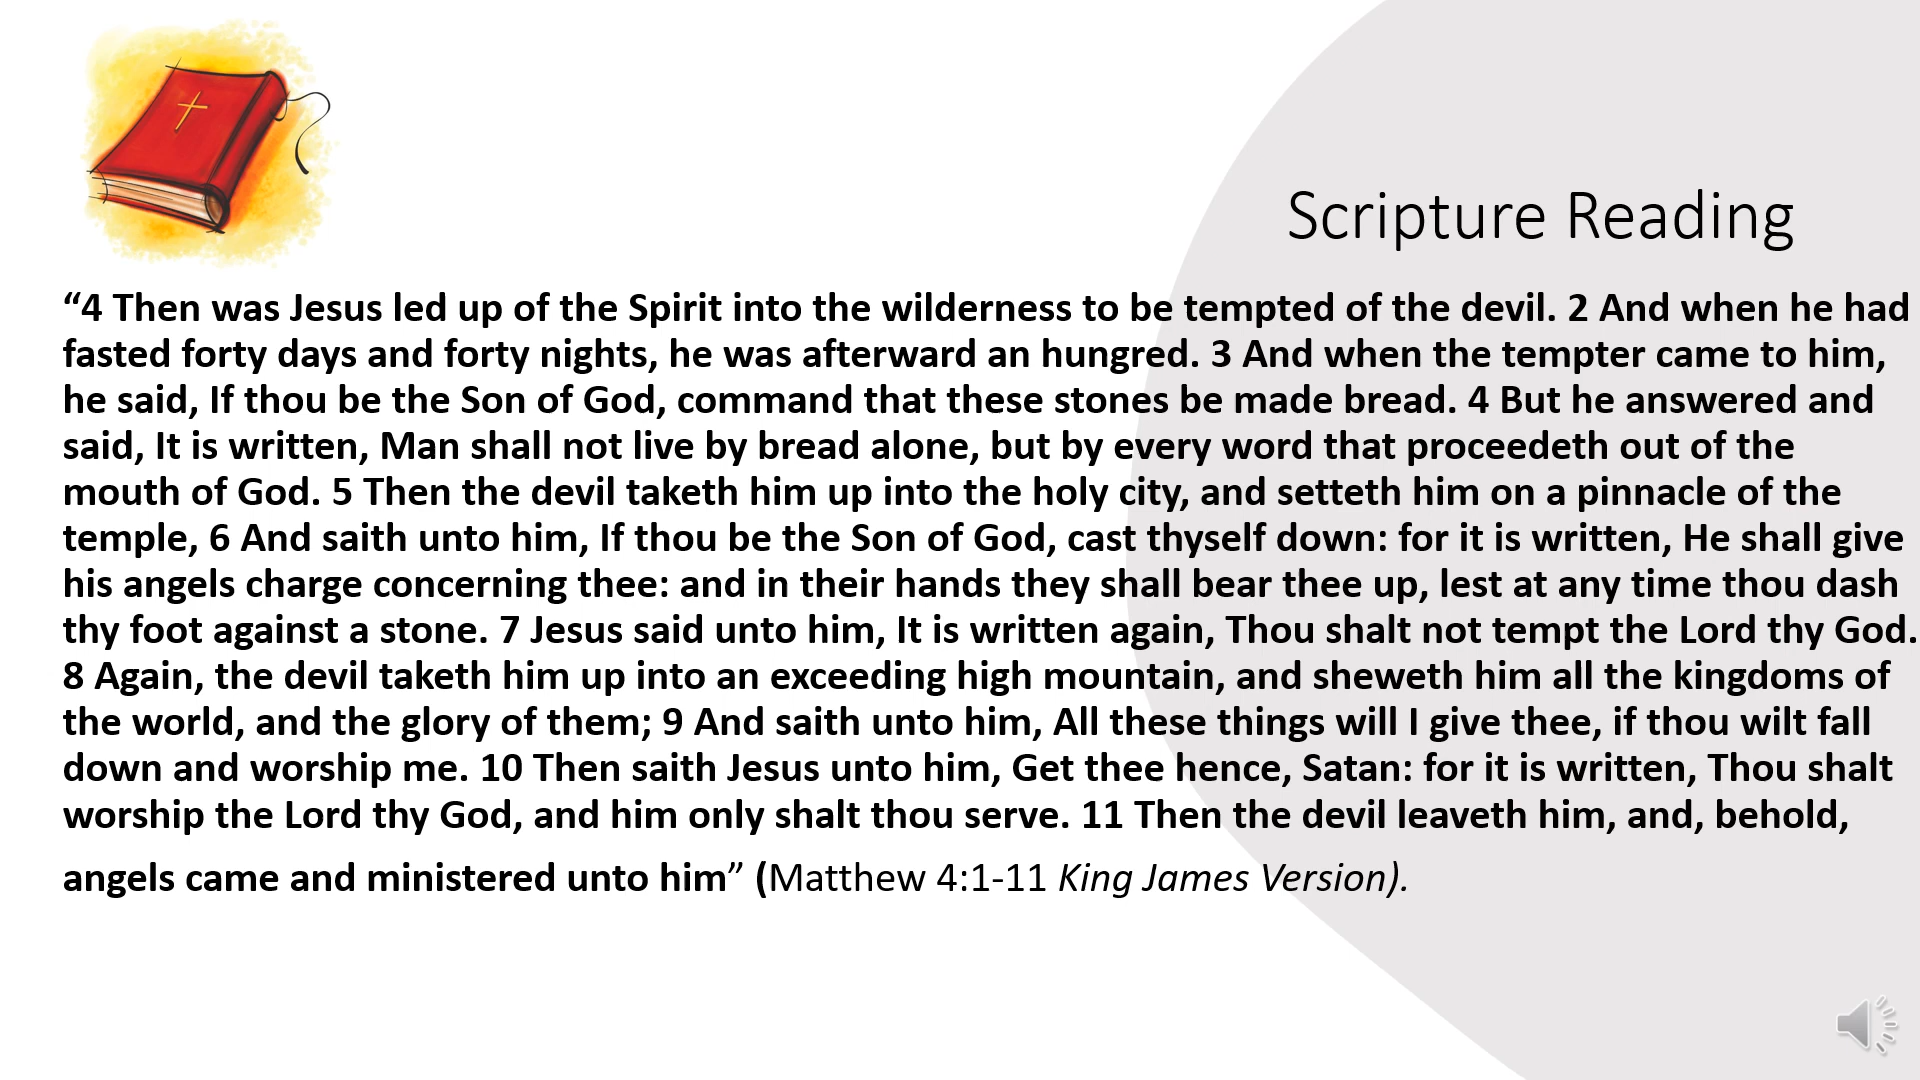 Scripture Reading
“4 Then was Jesus led up of the Spirit into the wilderness to be tempted of the devil. 2 And when he had
fasted forty days and forty nights, he was afterward an hungred. 3 And when the tempter came to him,
he said, If thou be the Son of God, command that these stones be made bread. 4 But he answered and
said, It is written, Man shall not live by bread alone, but by every word that proceedeth out of the
mouth of God. 5 Then the devil taketh him up into the holy city, and setteth him on a pinnacle of the
temple, 6 And saith unto him, If thou be the Son of God, cast thyself down: for it is written, He shall give
his angels charge concerning thee: and in their hands they shall bear thee up, lest at any time thou dash
thy foot against a stone. 7 Jesus said unto him, It is written again, Thou shalt not tempt the Lord thy God.
8 Again, the devil taketh him up into an exceeding high mountain, and sheweth him all the kingdoms of
the world, and the glory of them; 9 And saith unto him, All these things will I give thee, if thou wilt fall
down and worship me. 10 Then saith Jesus unto him, Get thee hence, Satan: for it is written, Thou shalt
worship the Lord thy God, and him only shalt thou serve. 11 Then the devil leaveth him, and, behold,
angels came and ministered unto him” (Matthew 4:1-11 King James Version).